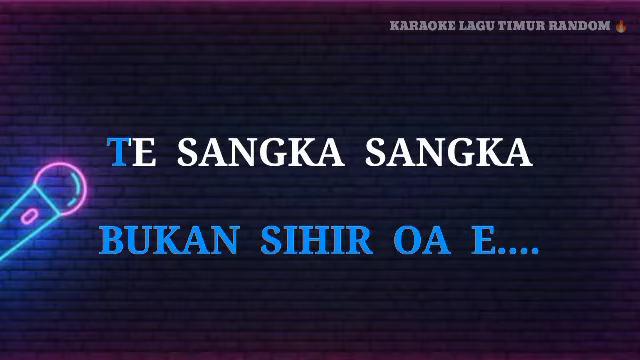 KARAOKE LAGU TIMUR RANDOM 🔥
TE SANGKA SANGKA
BUKAN SIHIR OA E....